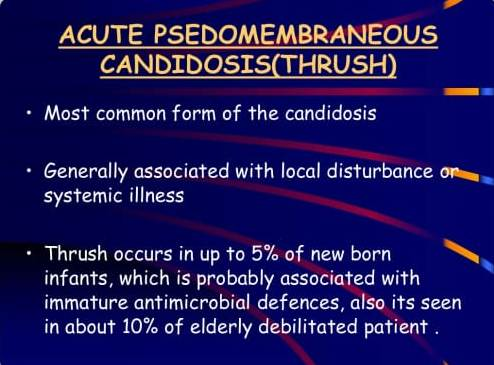 ACUTE PSEDOMEMBRANEOUS
CANDIDOSIS(THRUSH)
• Most common form of the candidosis
• Generally associated with local disturbance or
systemic illness
• Thrush occurs in up to 5% of new born
infants, which is probably associated with
immature antimicrobial defences, also its seen
in about 10% of elderly debilitated patient .